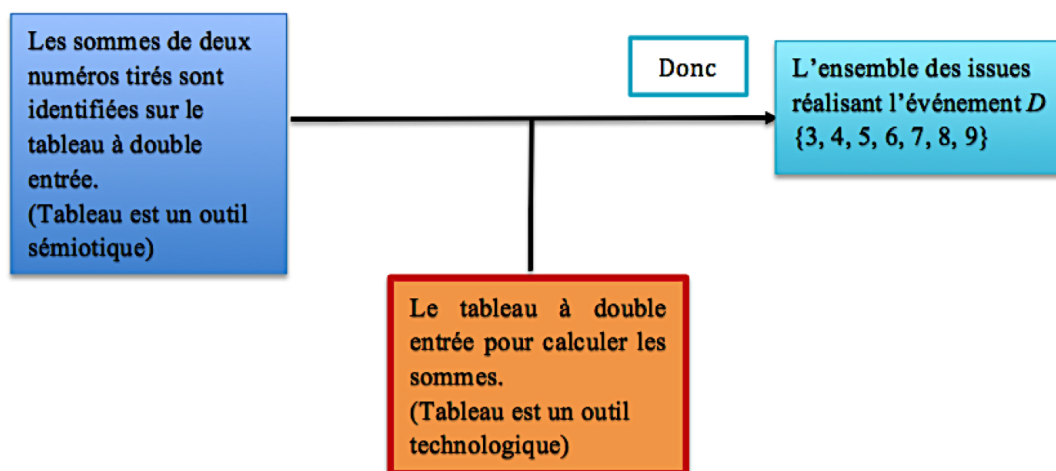 Les sommes de deux
numéros tirés sont
identifiées sur le
tableau à double
entrée.
(Tableau est un outil
sémiotique)
Donc
L’ensemble des issues
réalisant l’événement D
{3, 4, 5, 6, 7, 8, 9}
Le tableau à double
entrée pour calculer les
sommes.
(Tableau est un outil
technologique)